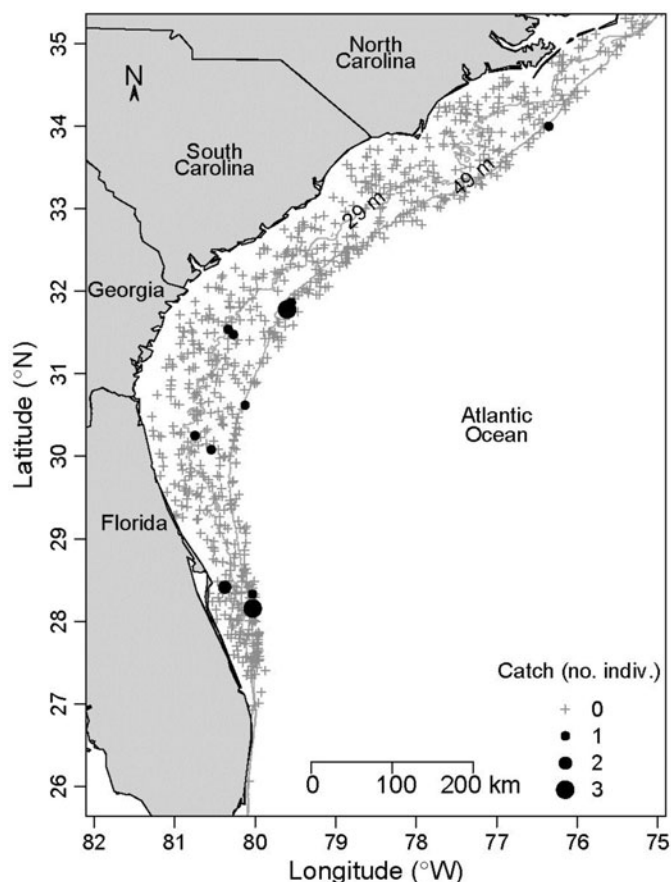 35
34
33
32
31
30
29
28
27
26
Latitude (°N)
N
North
Carolina
South
Carolina
Georgia
Florida
29 m
49 m
Atlantic
Ocean
Catch (no. indiv.)
0
1
2
3
0 100 200 km
82 81 80 79 78 77 76 75
Longitude (°W)